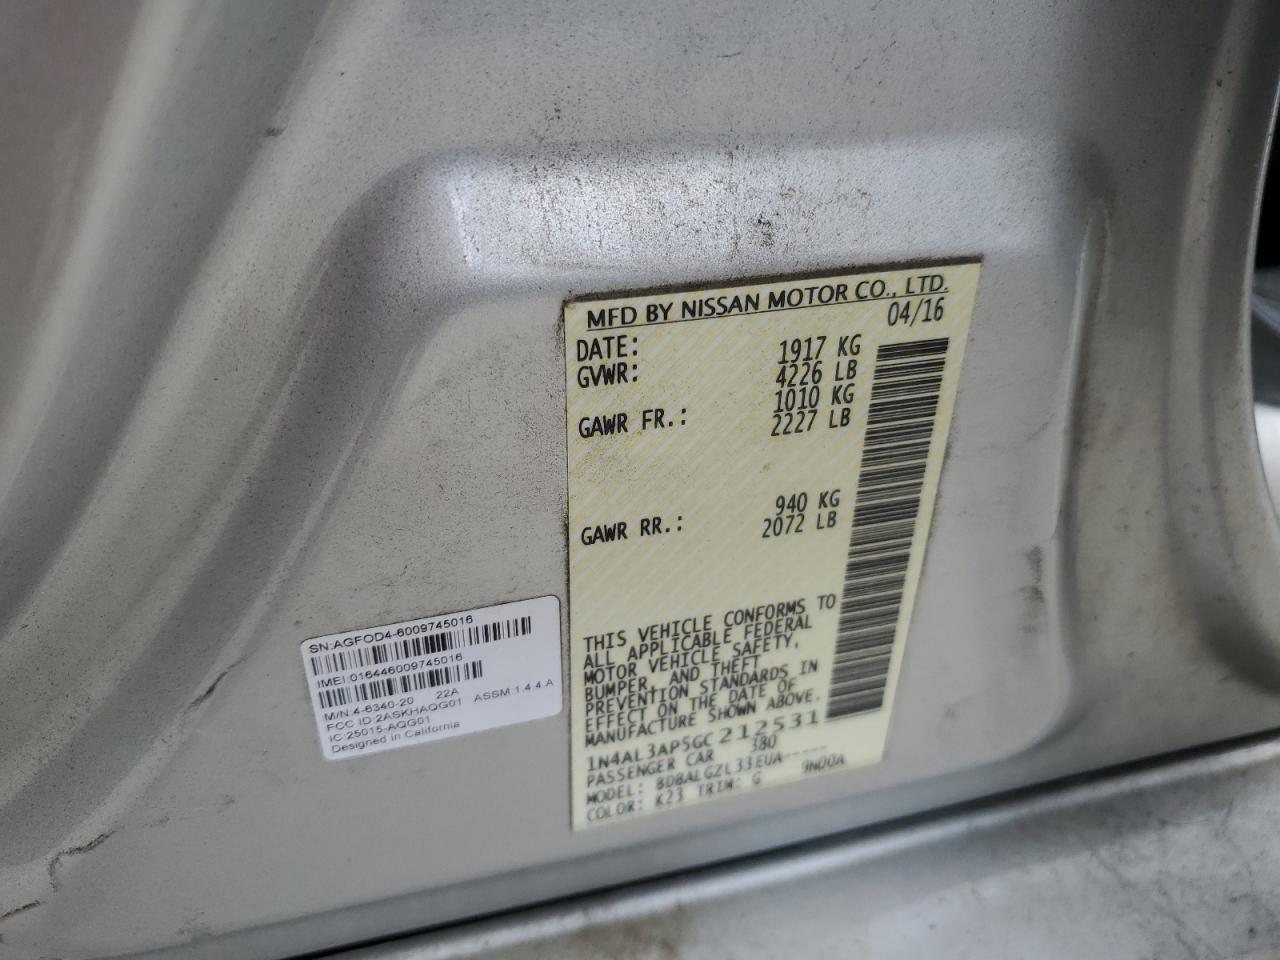 MFD BY NISSAN MOTOR CO., LTD.
DATE: 04/16
GVWR: 1917 KG
4226 LB
GAWR FR.: 1010 KG
2227 LB
GAWR RR.: 940 KG
2072 LB
THIS VEHICLE CONFORMS TO
ALL APPLICABLE FEDERAL
MOTOR VEHICLE SAFETY,
BUMPER, AND THEFT
PREVENTION STANDARDS IN
EFFECT ON THE DATE OF
MANUFACTURE SHOWN ABOVE.
1N4AL3AP5GC212531
PASSENGER CAR 380
MODEL: BDBALGZL33EUA-----
COLOR: K23 TRIM: G 9N00A
SN:AGFOD4-6009745016
IMEI:016446009745016
M/N:4-6340-20 22A
FCC ID:2ASKHAQG01 ASSM 1.4.4.A
IC:25015-AQG01
Designed in California